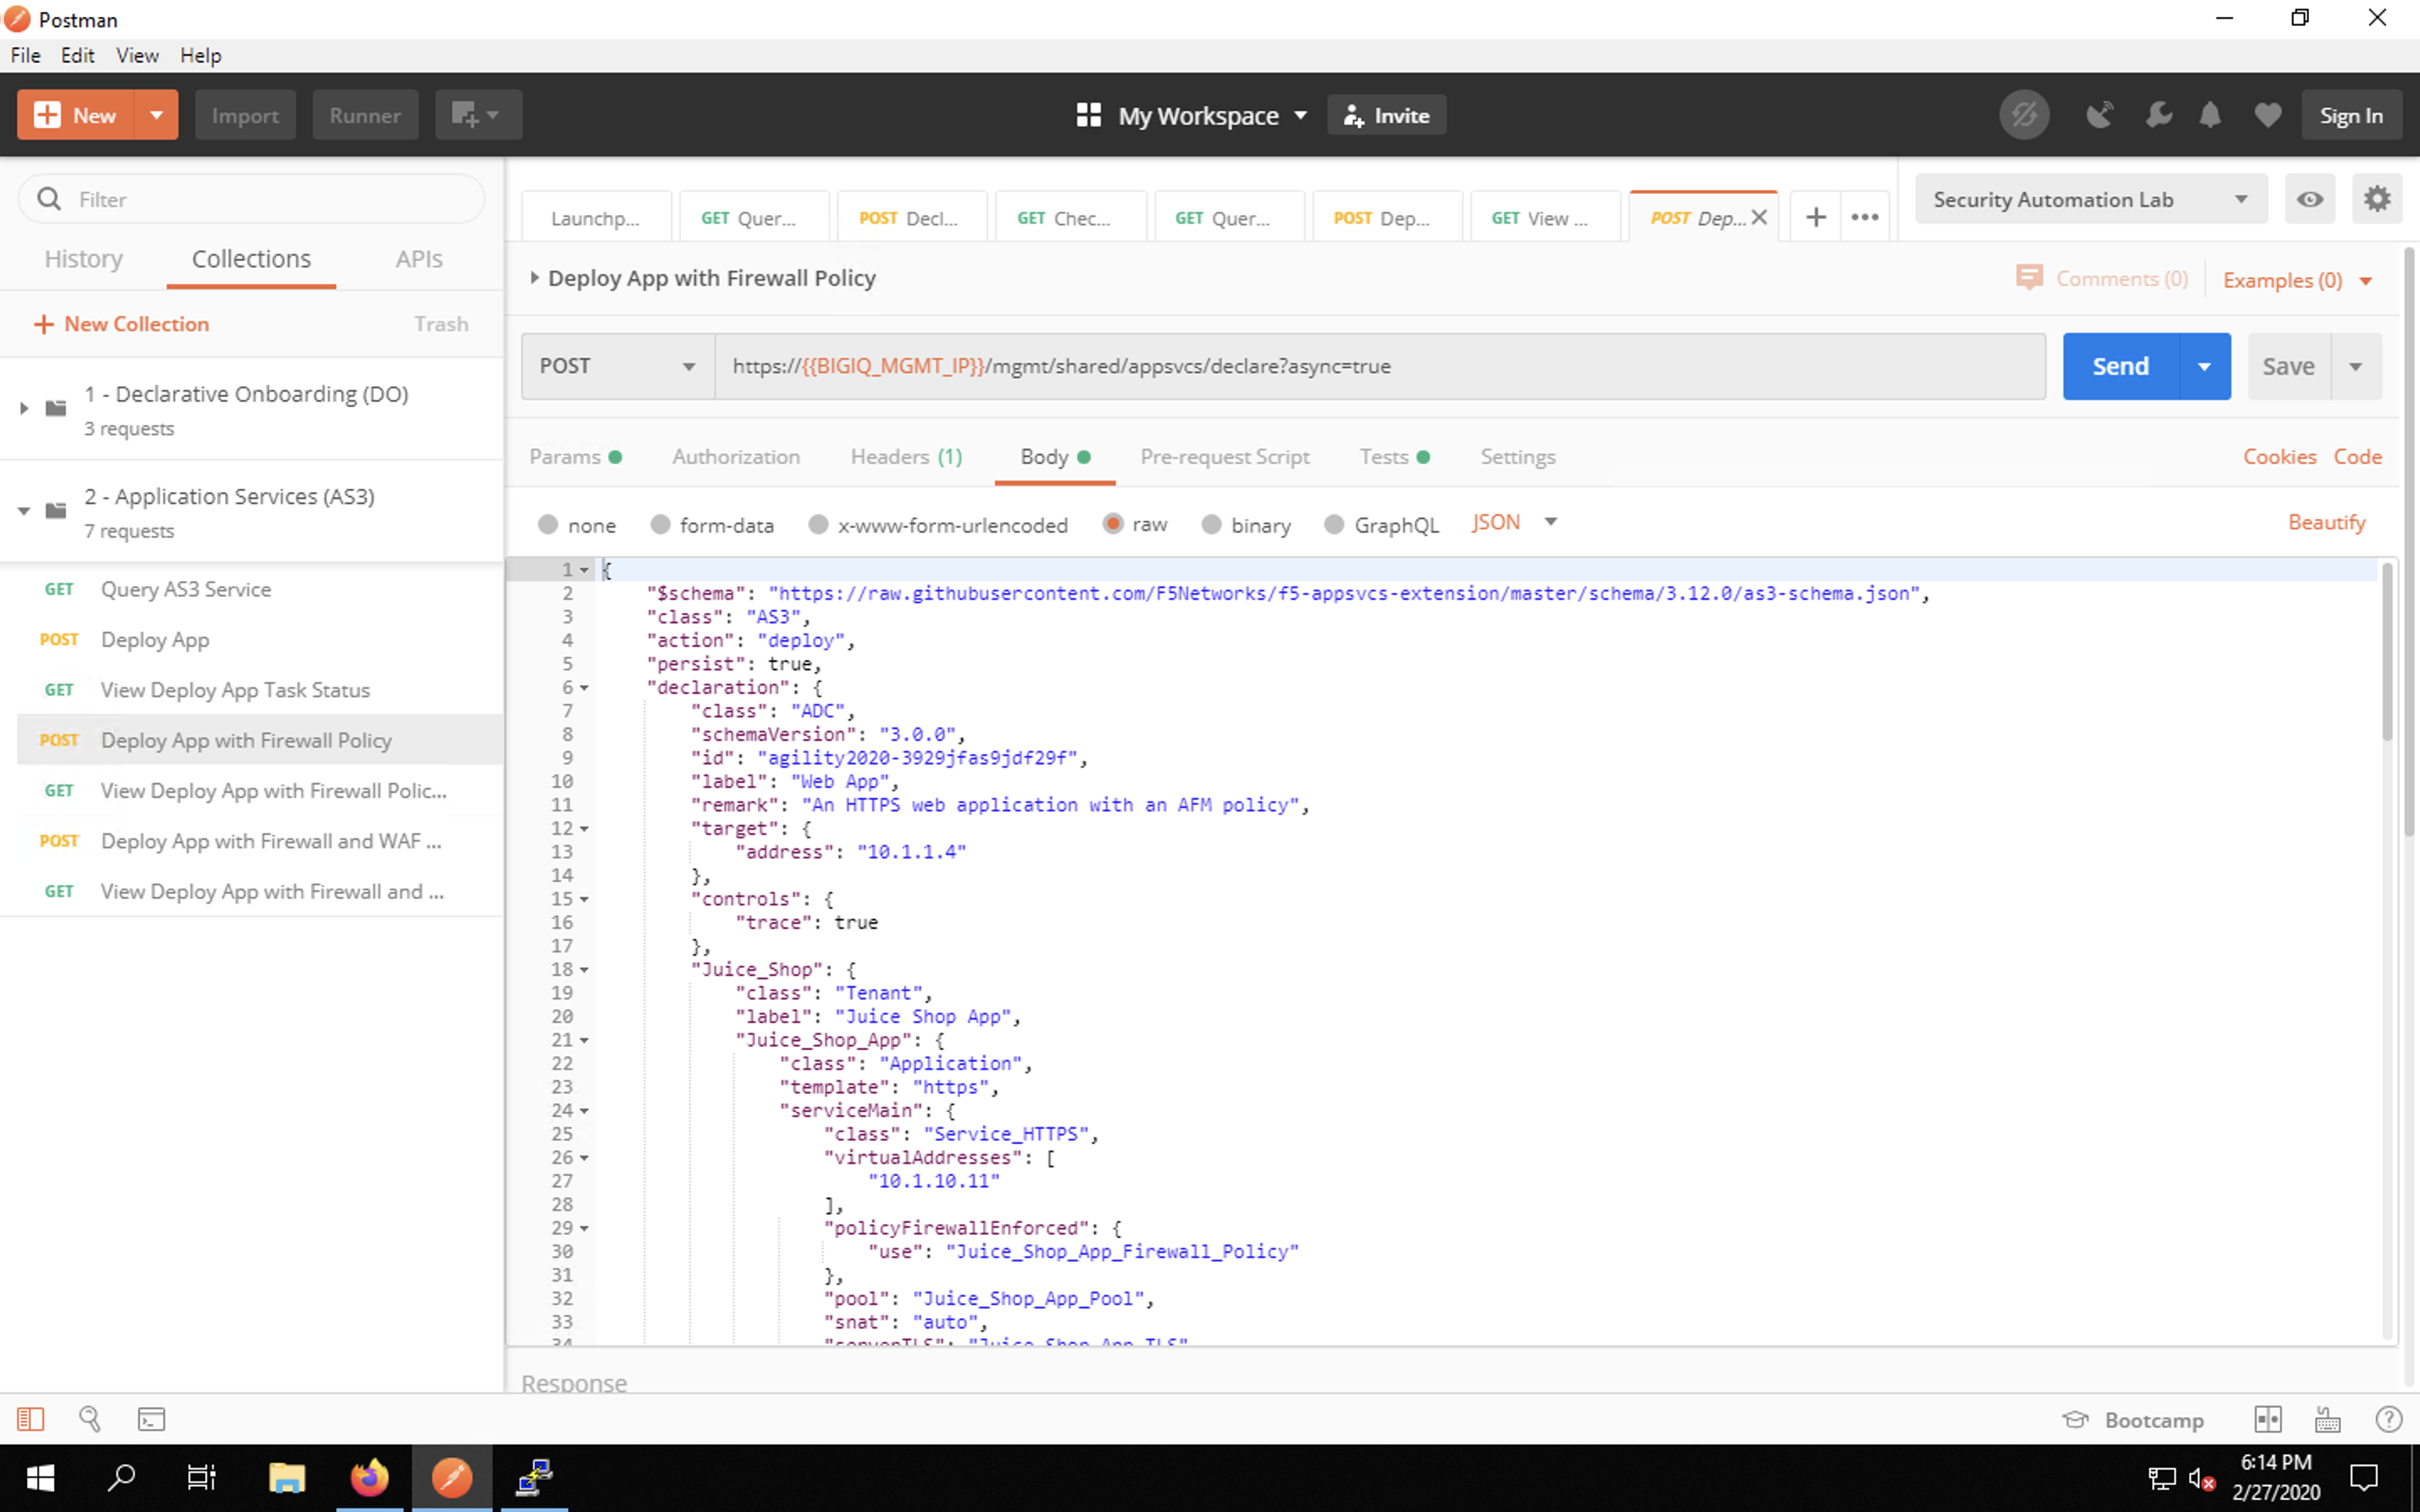 Postman
File Edit View Help
New Import Runner My Workspace Invite Sign In
Filter
History Collections APIs
+ New Collection Trash
1 - Declarative Onboarding (DO)
3 requests
2 - Application Services (AS3)
7 requests
GET Query AS3 Service
POST Deploy App
GET View Deploy App Task Status
POST Deploy App with Firewall Policy
GET View Deploy App with Firewall Polic...
POST Deploy App with Firewall and WAF ...
GET View Deploy App with Firewall and ...
Launchp... GET Quer... POST Decl... GET Chec... GET Quer... POST Dep... GET View ... POST Dep...
Security Automation Lab
Deploy App with Firewall Policy
Comments (0) Examples (0)
POST https://{{BIGIQ_MGMT_IP}}/mgmt/shared/appsvcs/declare?async=true Send Save
Params Authorization Headers (1) Body Pre-request Script Tests Settings Cookies Code
none form-data x-www-form-urlencoded raw binary GraphQL JSON Beautify
1 {
2 "$schema": "https://raw.githubusercontent.com/F5Networks/f5-appsvcs-extension/master/schema/3.12.0/as3-schema.json",
3 "class": "AS3",
4 "action": "deploy",
5 "persist": true,
6 "declaration": {
7 "class": "ADC",
8 "schemaVersion": "3.0.0",
9 "id": "agility2020-3929jfas9jdf29f",
10 "label": "Web App",
11 "remark": "An HTTPS web application with an AFM policy",
12 "target": {
13 "address": "10.1.1.4"
14 },
15 "controls": {
16 "trace": true
17 },
18 "Juice_Shop": {
19 "class": "Tenant",
20 "label": "Juice Shop App",
21 "Juice_Shop_App": {
22 "class": "Application",
23 "template": "https",
24 "serviceMain": {
25 "class": "Service_HTTPS",
26 "virtualAddresses": [
27 "10.1.10.11"
28 ],
29 "policyFirewallEnforced": {
30 "use": "Juice_Shop_App_Firewall_Policy"
31 },
32 "pool": "Juice_Shop_App_Pool",
33 "snat": "auto",
34 "serverTLS": "Juice_Shop_App_TLS"
Response
Bootcamp
6:14 PM
2/27/2020